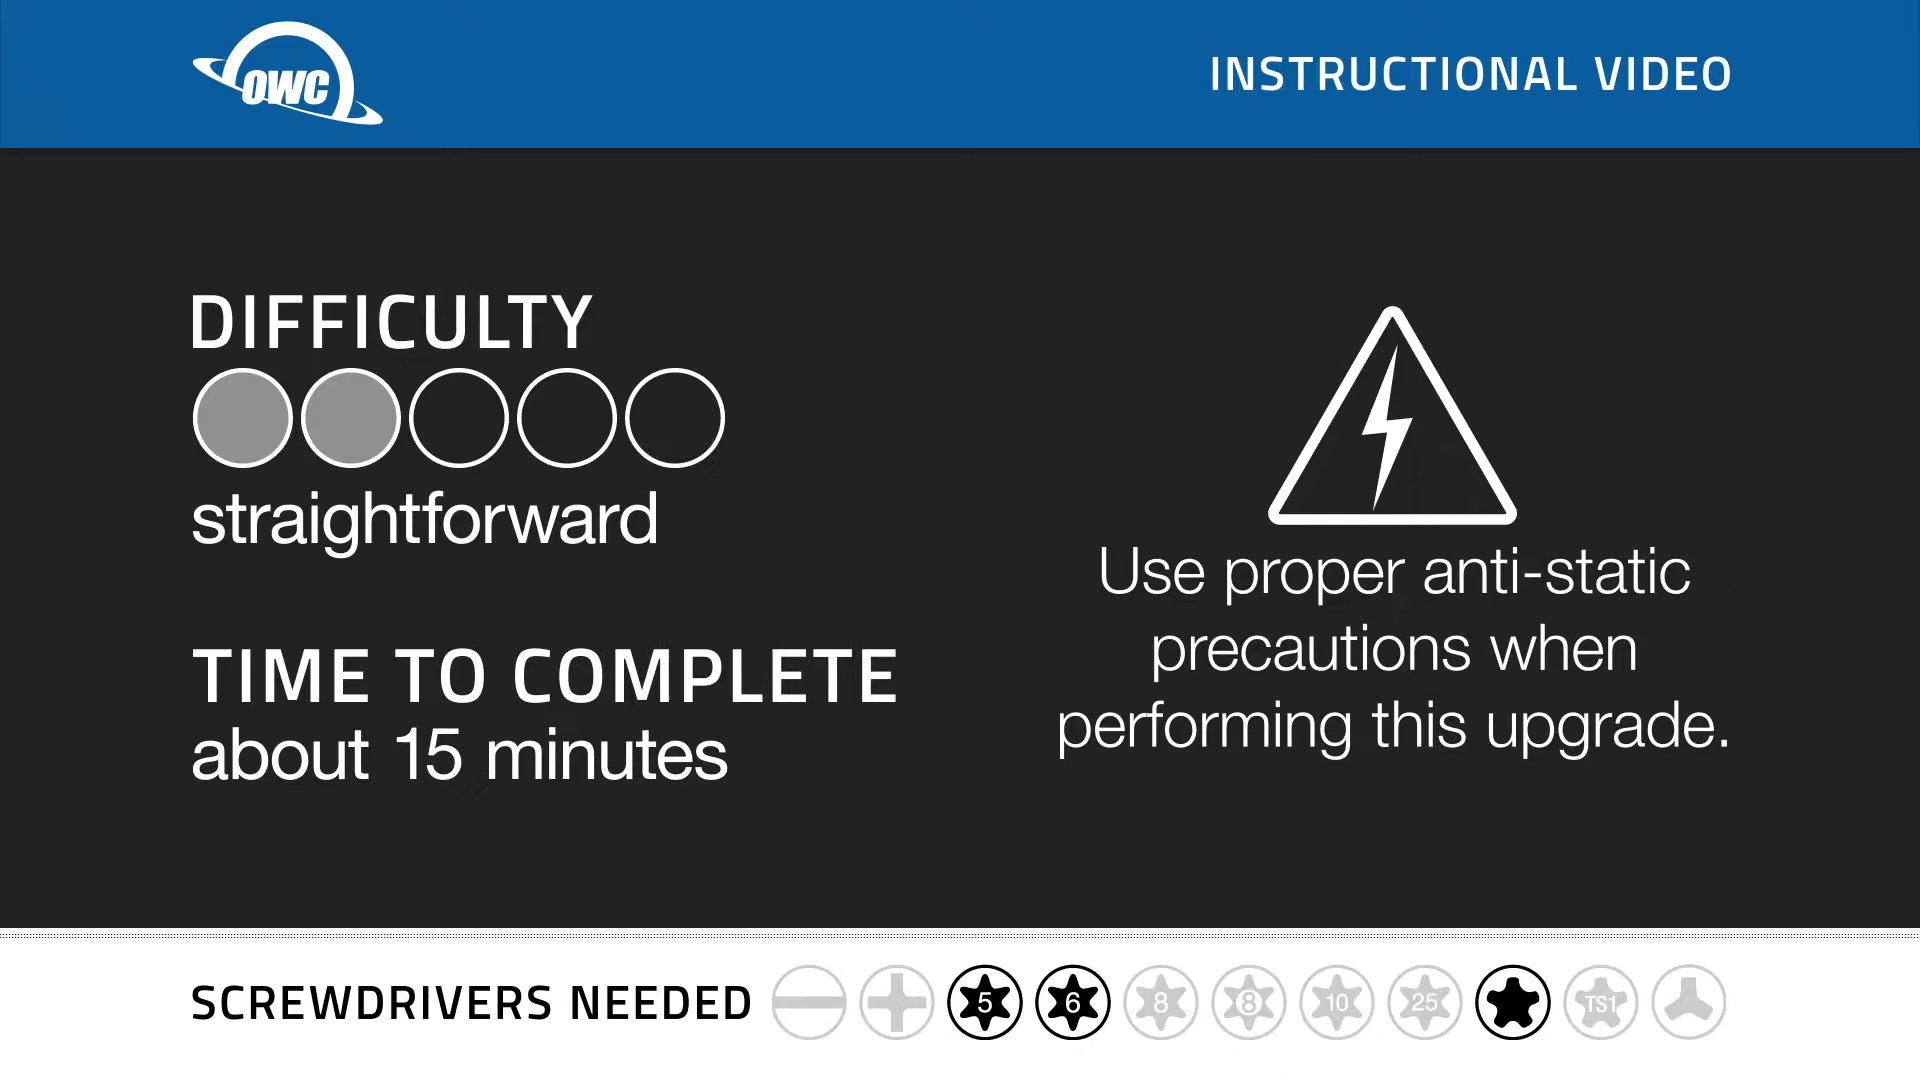 OWC
INSTRUCTIONAL VIDEO
DIFFICULTY
straightforward
TIME TO COMPLETE
about 15 minutes
Use proper anti-static
precautions when
performing this upgrade.
SCREWDRIVERS NEEDED 5 6 8 8 10 25 TS1